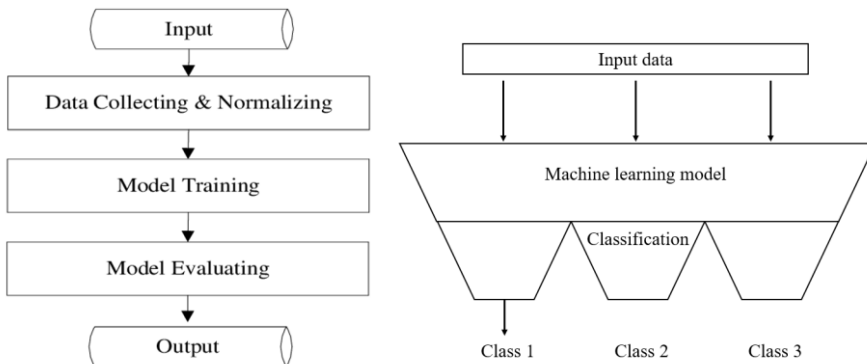 Input
Data Collecting & Normalizing
Model Training
Model Evaluating
Output
Input data
Machine learning model
Classification
Class 1
Class 2
Class 3